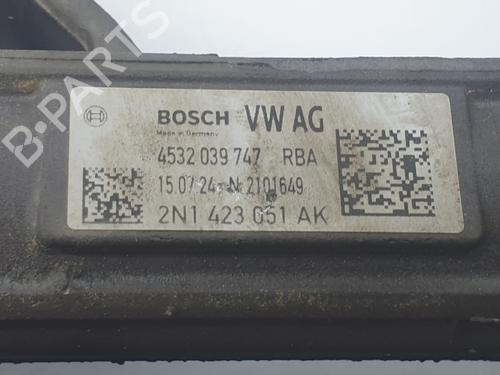 BOSCH VW AG
Made in Germany
4532 039 747 RBA
15.07.24 N 2101649
2N1 423 051 AK
B-PARTS